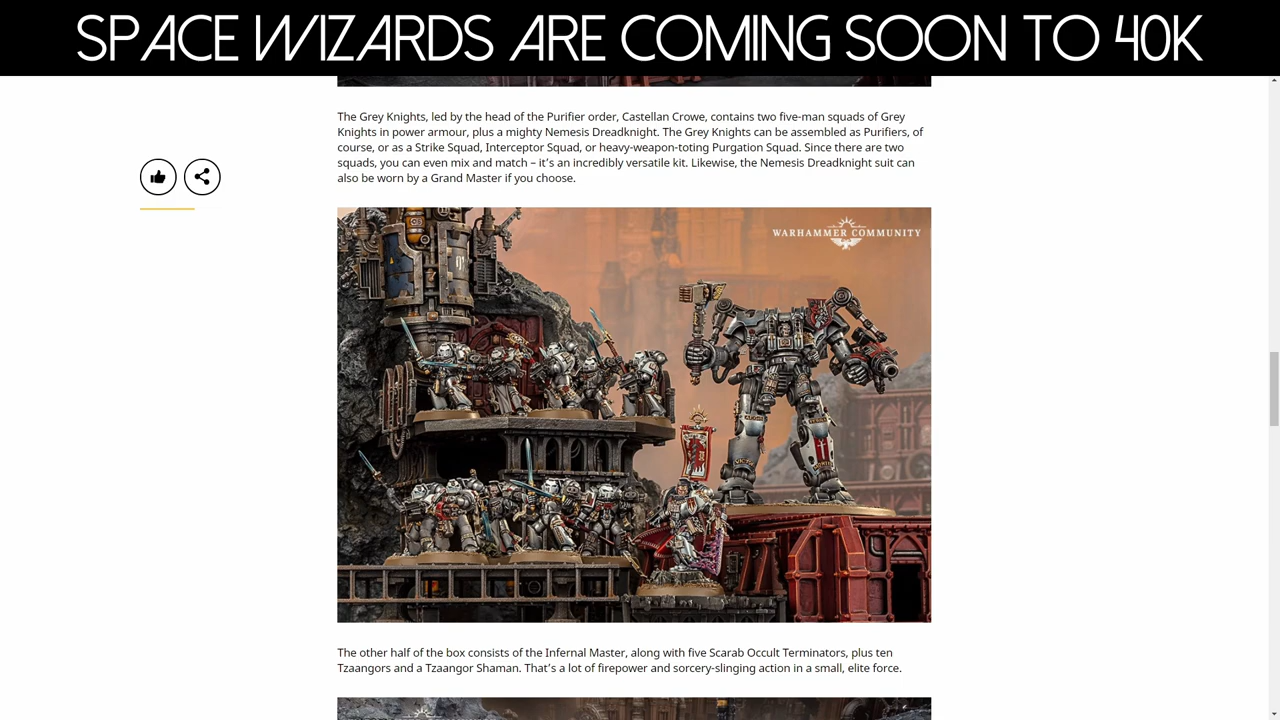 SPACE WIZARDS ARE COMING SOON TO 40K
The Grey Knights, led by the head of the Purifier order, Castellan Crowe, contains two five-man squads of Grey
Knights in power armour, plus a mighty Nemesis Dreadknight. The Grey Knights can be assembled as Purifiers, of
course, or as a Strike Squad, Interceptor Squad, or heavy-weapon-toting Purgation Squad. Since there are two
squads, you can even mix and match – it’s an incredibly versatile kit. Likewise, the Nemesis Dreadknight suit can
also be worn by a Grand Master if you choose.
WARHAMMER COMMUNITY
The other half of the box consists of the Infernal Master, along with five Scarab Occult Terminators, plus ten
Tzaangors and a Tzaangor Shaman. That’s a lot of firepower and sorcery-slinging action in a small, elite force.